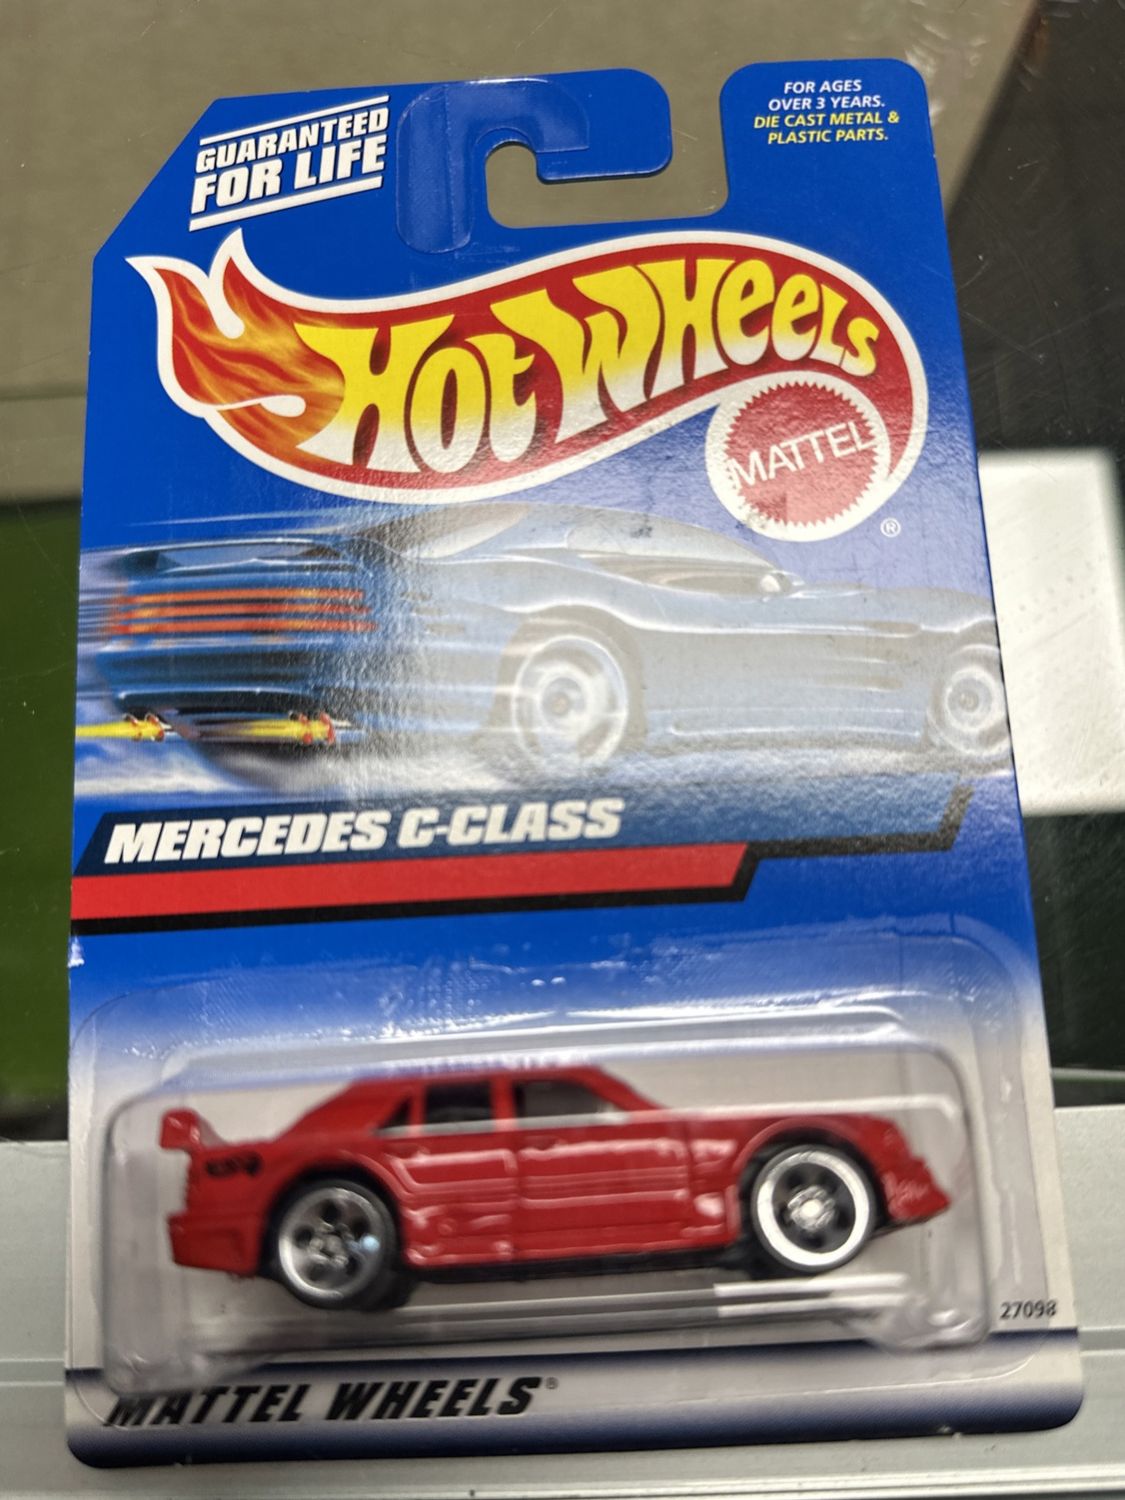 GUARANTEED
FOR LIFE
FOR AGES
OVER 3 YEARS.
DIE CAST METAL &
PLASTIC PARTS.
HOT WHEELS
MATTEL
®
MERCEDES C-CLASS
27098
MATTEL WHEELS®